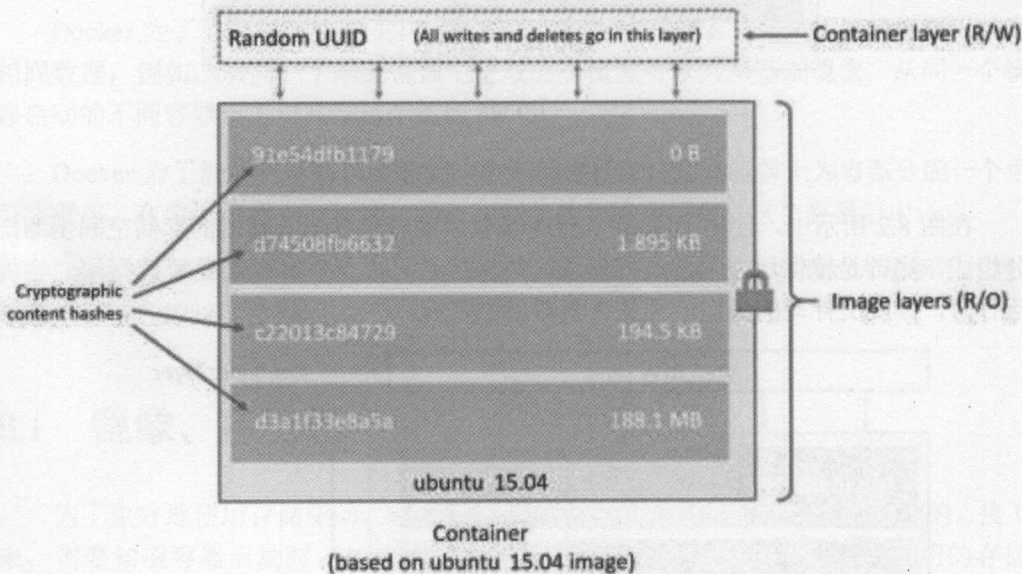 Random UUID (All writes and deletes go in this layer)
Container layer (R/W)
91e54dfb1179 0 B
d74508fb6632 1.895 KB
c22013c84729 194.5 KB
d3a1f33e8a5a 188.1 MB
Cryptographic
content hashes
Image layers (R/O)
ubuntu 15.04
Container
(based on ubuntu 15.04 image)